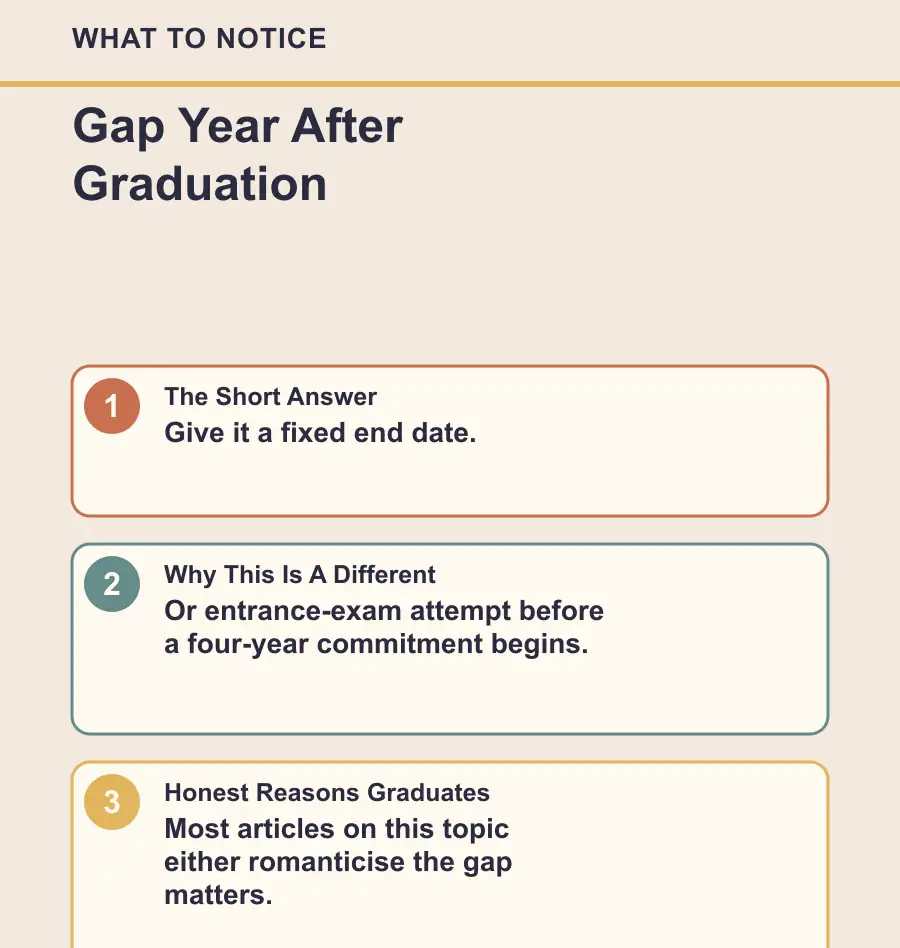 WHAT TO NOTICE
Gap Year After
Graduation
1
The Short Answer
Give it a fixed end date.
2
Why This Is A Different
Or entrance-exam attempt before
a four-year commitment begins.
3
Honest Reasons Graduates
Most articles on this topic
either romanticise the gap
matters.